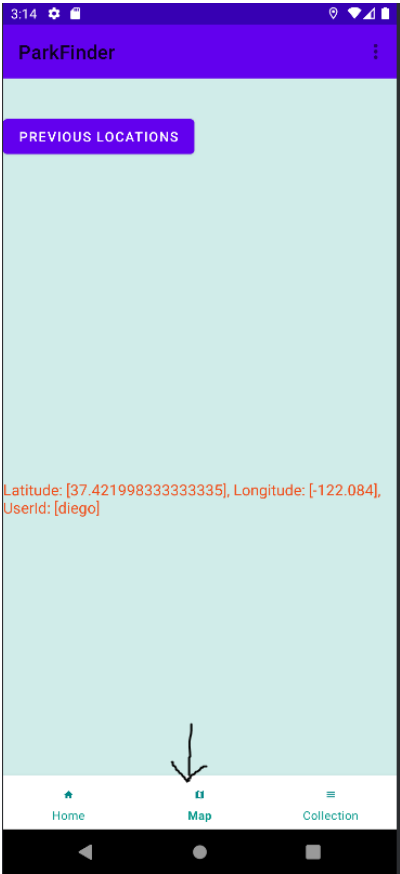 3:14
ParkFinder
PREVIOUS LOCATIONS
Latitude: [37.421998333333335], Longitude: [-122.084],
UserId: [diego]
Home Map Collection